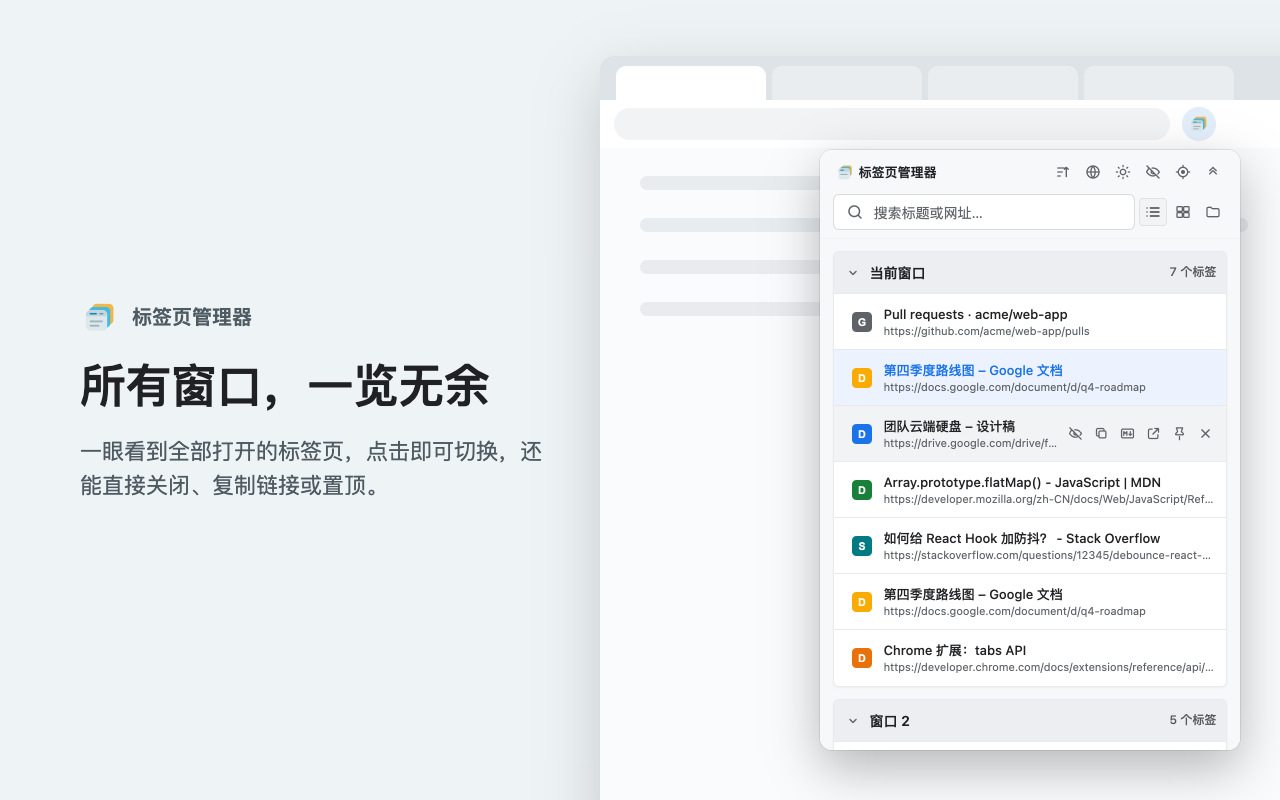 标签页管理器
所有窗口，一览无余
一眼看到全部打开的标签页，点击即可切换，还
能直接关闭、复制链接或置顶。
标签页管理器
搜索标题或网址...
当前窗口 7 个标签
G
Pull requests · acme/web-app
https://github.com/acme/web-app/pulls
D
第四季度路线图 – Google 文档
https://docs.google.com/document/d/q4-roadmap
D
团队云端硬盘 – 设计稿
https://drive.google.com/drive/f...
D
Array.prototype.flatMap() - JavaScript | MDN
https://developer.mozilla.org/zh-CN/docs/Web/JavaScript/Ref...
S
如何给 React Hook 加防抖？ - Stack Overflow
https://stackoverflow.com/questions/12345/debounce-react-...
D
第四季度路线图 – Google 文档
https://docs.google.com/document/d/q4-roadmap
D
Chrome 扩展：tabs API
https://developer.chrome.com/docs/extensions/reference/api/...
窗口 2 5 个标签